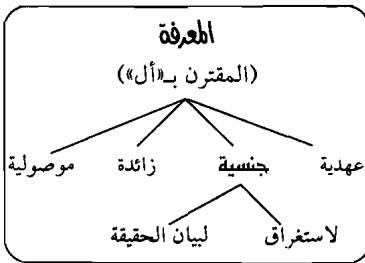 المعرفة
(المقترن بـ«أل»)
عهدية جنسية زائدة موصولية
لاستغراق لبيان الحقيقة